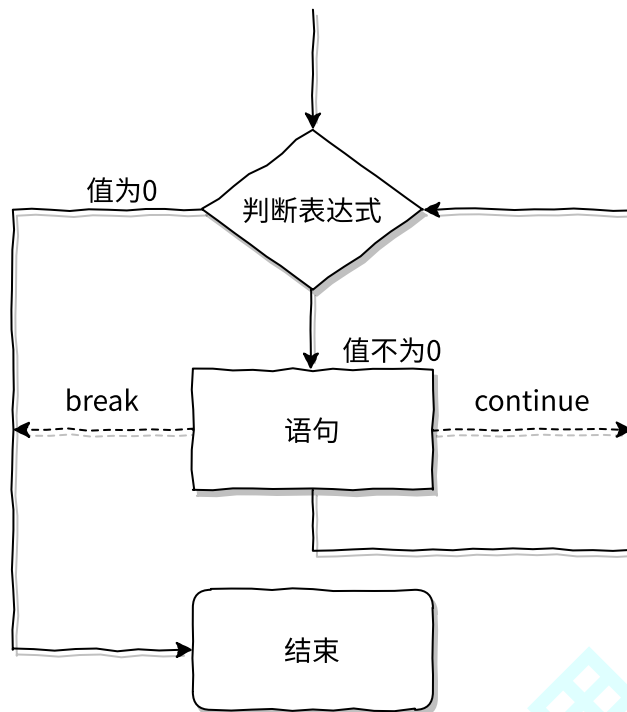 值为0
判断表达式
值不为0
break
语句
continue
结束